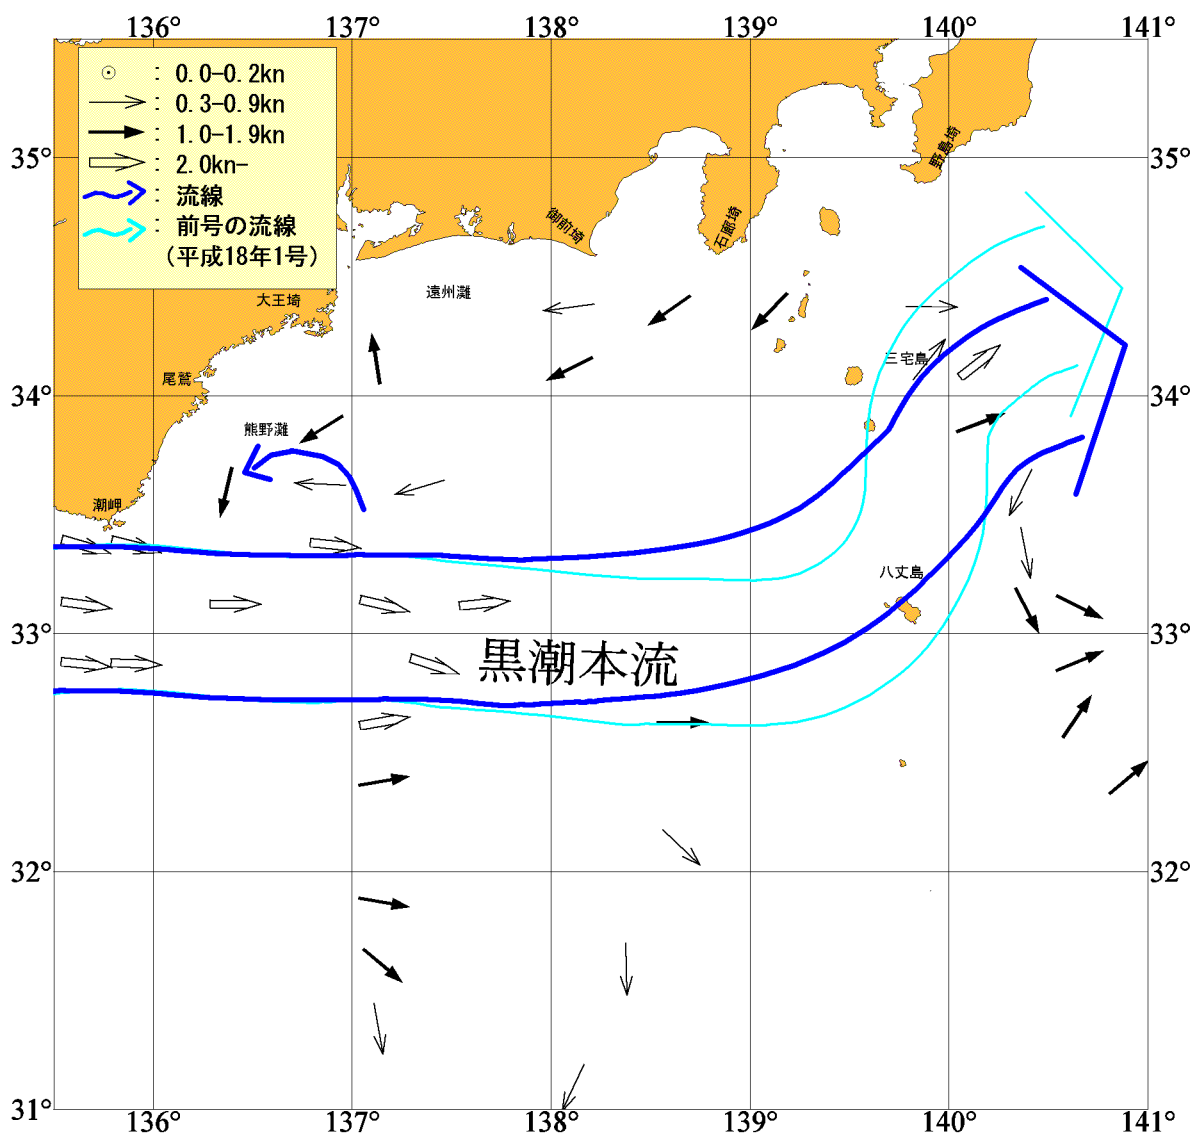 136° 137° 138° 139° 140° 141°
: 0.0-0.2kn
: 0.3-0.9kn
: 1.0-1.9kn
: 2.0kn-
: 流線
: 前号の流線
(平成18年1号)
35° 35°
野島埼
御前埼
石廊埼
遠州灘
大王埼
三宅島
尾鷲
34° 34°
熊野灘
潮岬
八丈島
33° 33°
黒潮本流
32° 32°
31° 31°
136° 137° 138° 139° 140° 141°